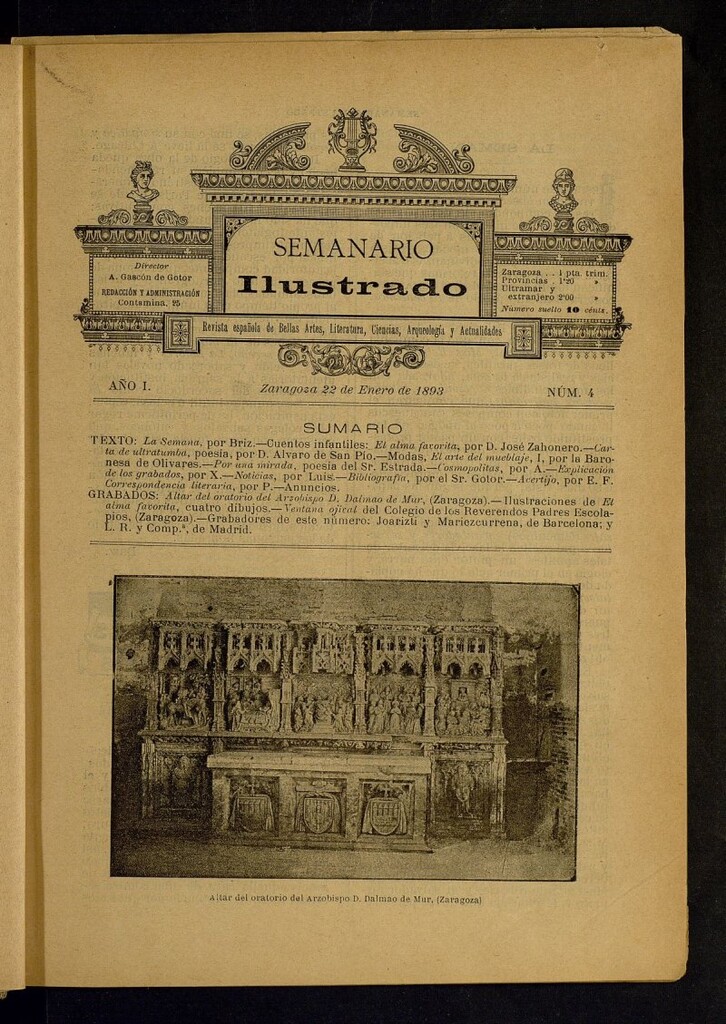 SEMANARIO
Ilustrado
Director
A. Gascón de Gotor
REDACCIÓN Y ADMINISTRACIÓN
Contamina, 25
Zaragoza . . 1 pta. trim.
Provincias . 1'20 »
Ultramar y
extranjero 2'00 »
Número suelto 10 cénts.
Revista española de Bellas Artes, Literatura, Ciencias, Arqueología y Actualidades
AÑO I.
Zaragoza 22 de Enero de 1893
NÚM. 4
SUMARIO
TEXTO: La Semana, por Briz.—Cuentos infantiles: El alma favorita, por D. José Zahonero.—Car-
ta de ultratumba, poesia, por D. Alvaro de San Pío.—Modas, El arte del mueblaje, I, por la Baro-
nesa de Olivares.—Por una mirada, poesia del Sr. Estrada.—Cosmopolitas, por A.—Explicación
de los grabados, por X.—Noticias, por Luis.—Bibliografía, por el Sr. Gotor.—Acertijo, por E. F.
Correspondencia literaria, por P.—Anuncios.
GRABADOS: Altar del oratorio del Arzobispo D. Dalmao de Mur, (Zaragoza).—Ilustraciones de El
alma favorita, cuatro dibujos.—Ventana ojival del Colegio de los Reverendos Padres Escola-
pios, (Zaragoza).—Grabadores de este número: Joarizti y Mariezcurrena, de Barcelona; y
L. R. y Comp.ª, de Madrid.
Altar del oratorio del Arzobispo D. Dalmao de Mur, (Zaragoza)